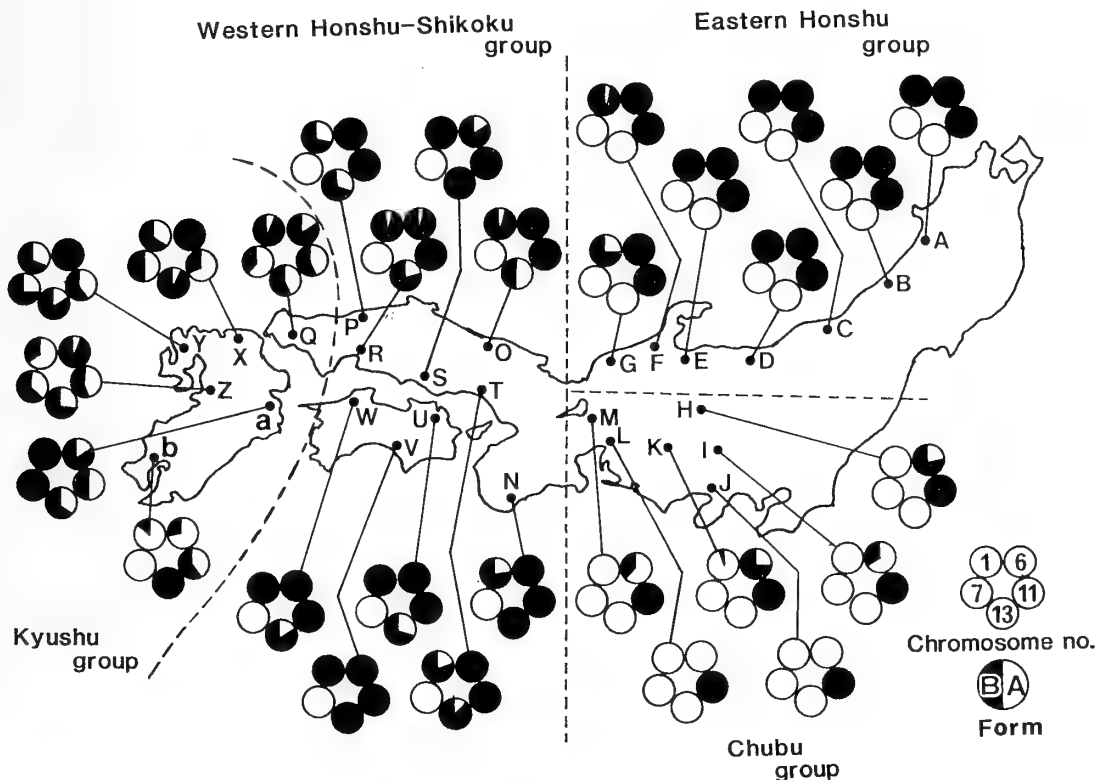 Western Honshu-Shikoku
group
Eastern Honshu
group
A
B
C
D
E
F
G
H
I
J
K
L
M
N
O
P
Q
R
S
T
U
V
W
X
Y
Z
a
b
Kyushu
group
Chubu
group
1 6
7 11
13
Chromosome no.
B A
Form